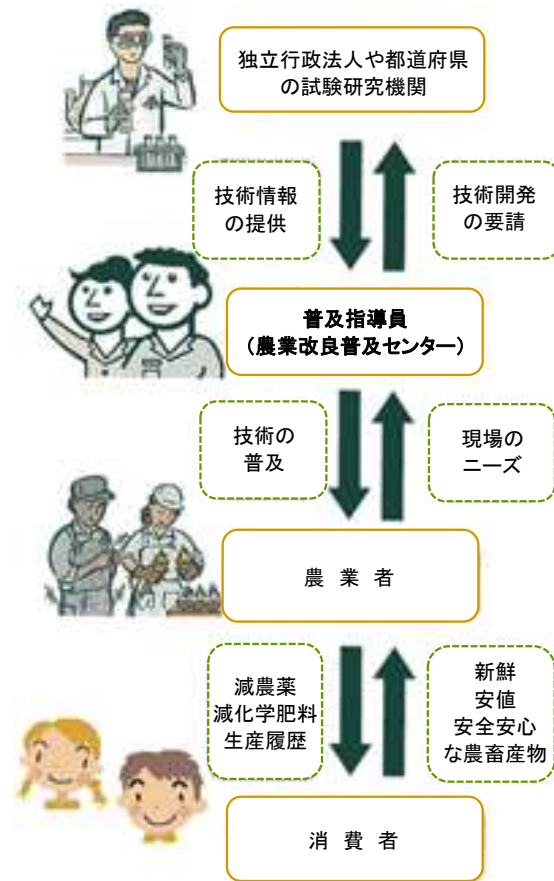 独立行政法人や都道府県
の試験研究機関
技術情報
の提供
技術開発
の要請
普及指導員
（農業改良普及センター）
技術の
普及
現場の
ニーズ
農 業 者
減農薬
減化学肥料
生産履歴
新鮮
安値
安全安心
な農畜産物
消 費 者